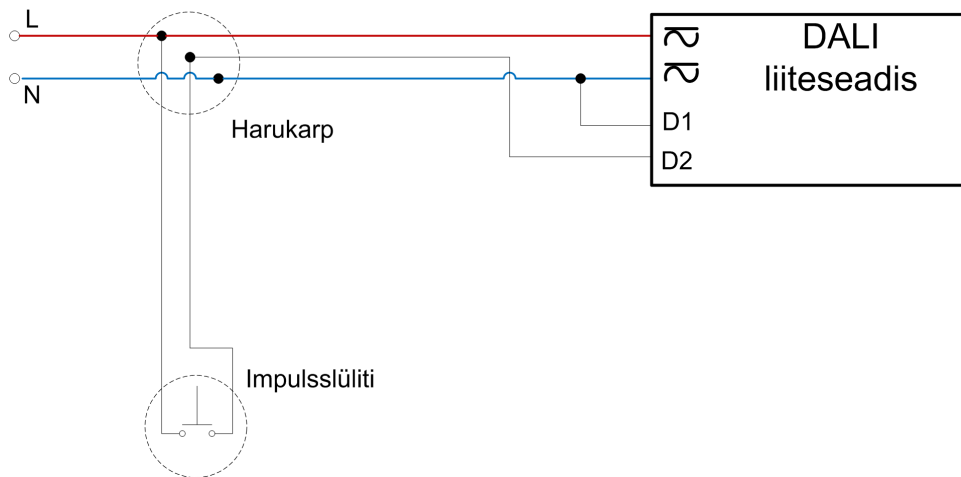 L
N
DALI
liiteseadis
D1
D2
Harukarp
Impulsslüliti